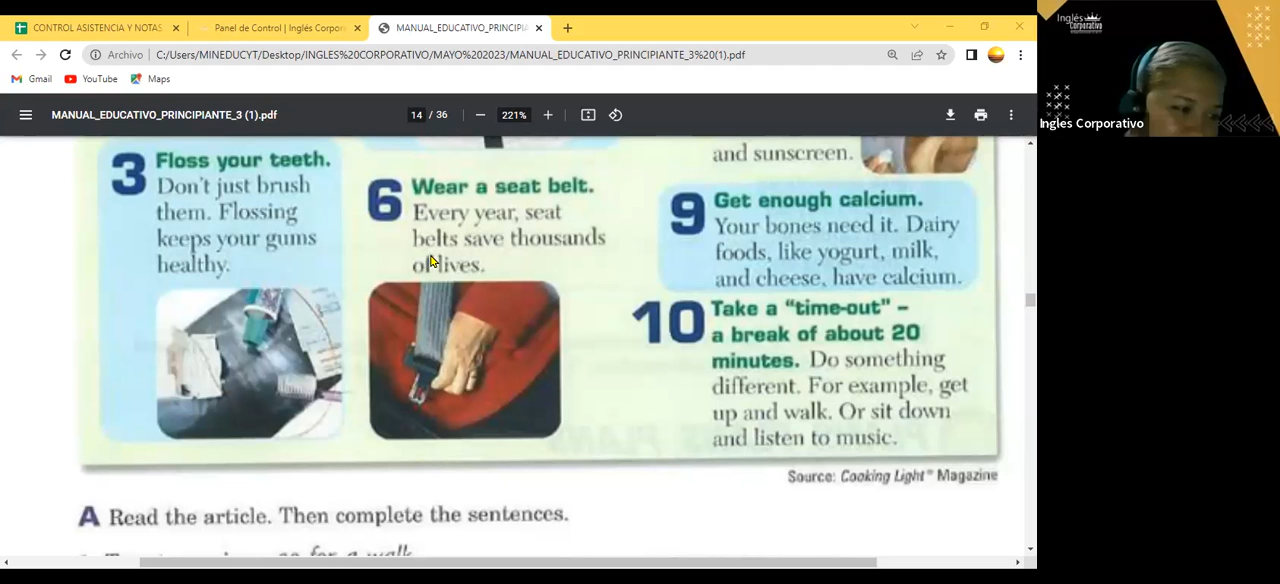 CONTROL ASISTENCIA Y NOTAS
Panel de Control | Inglés Corpora
MANUAL_EDUCATIVO_PRINCIPIA
Archivo C:/Users/MINEDUCYT/Desktop/INGLES%20CORPORATIVO/MAYO%202023/MANUAL_EDUCATIVO_PRINCIPIANTE_3%20(1).pdf
Gmail YouTube Maps
MANUAL_EDUCATIVO_PRINCIPIANTE_3 (1).pdf
14 / 36
221%
3 Floss your teeth.
Don't just brush
them. Flossing
keeps your gums
healthy.
6 Wear a seat belt.
Every year, seat
belts save thousands
of lives.
and sunscreen.
9 Get enough calcium.
Your bones need it. Dairy
foods, like yogurt, milk,
and cheese, have calcium.
10 Take a "time-out" –
a break of about 20
minutes. Do something
different. For example, get
up and walk. Or sit down
and listen to music.
Source: Cooking Light® Magazine
A Read the article. Then complete the sentences.
go for a walk
Inglés
Corporativo
Ingles Corporativo